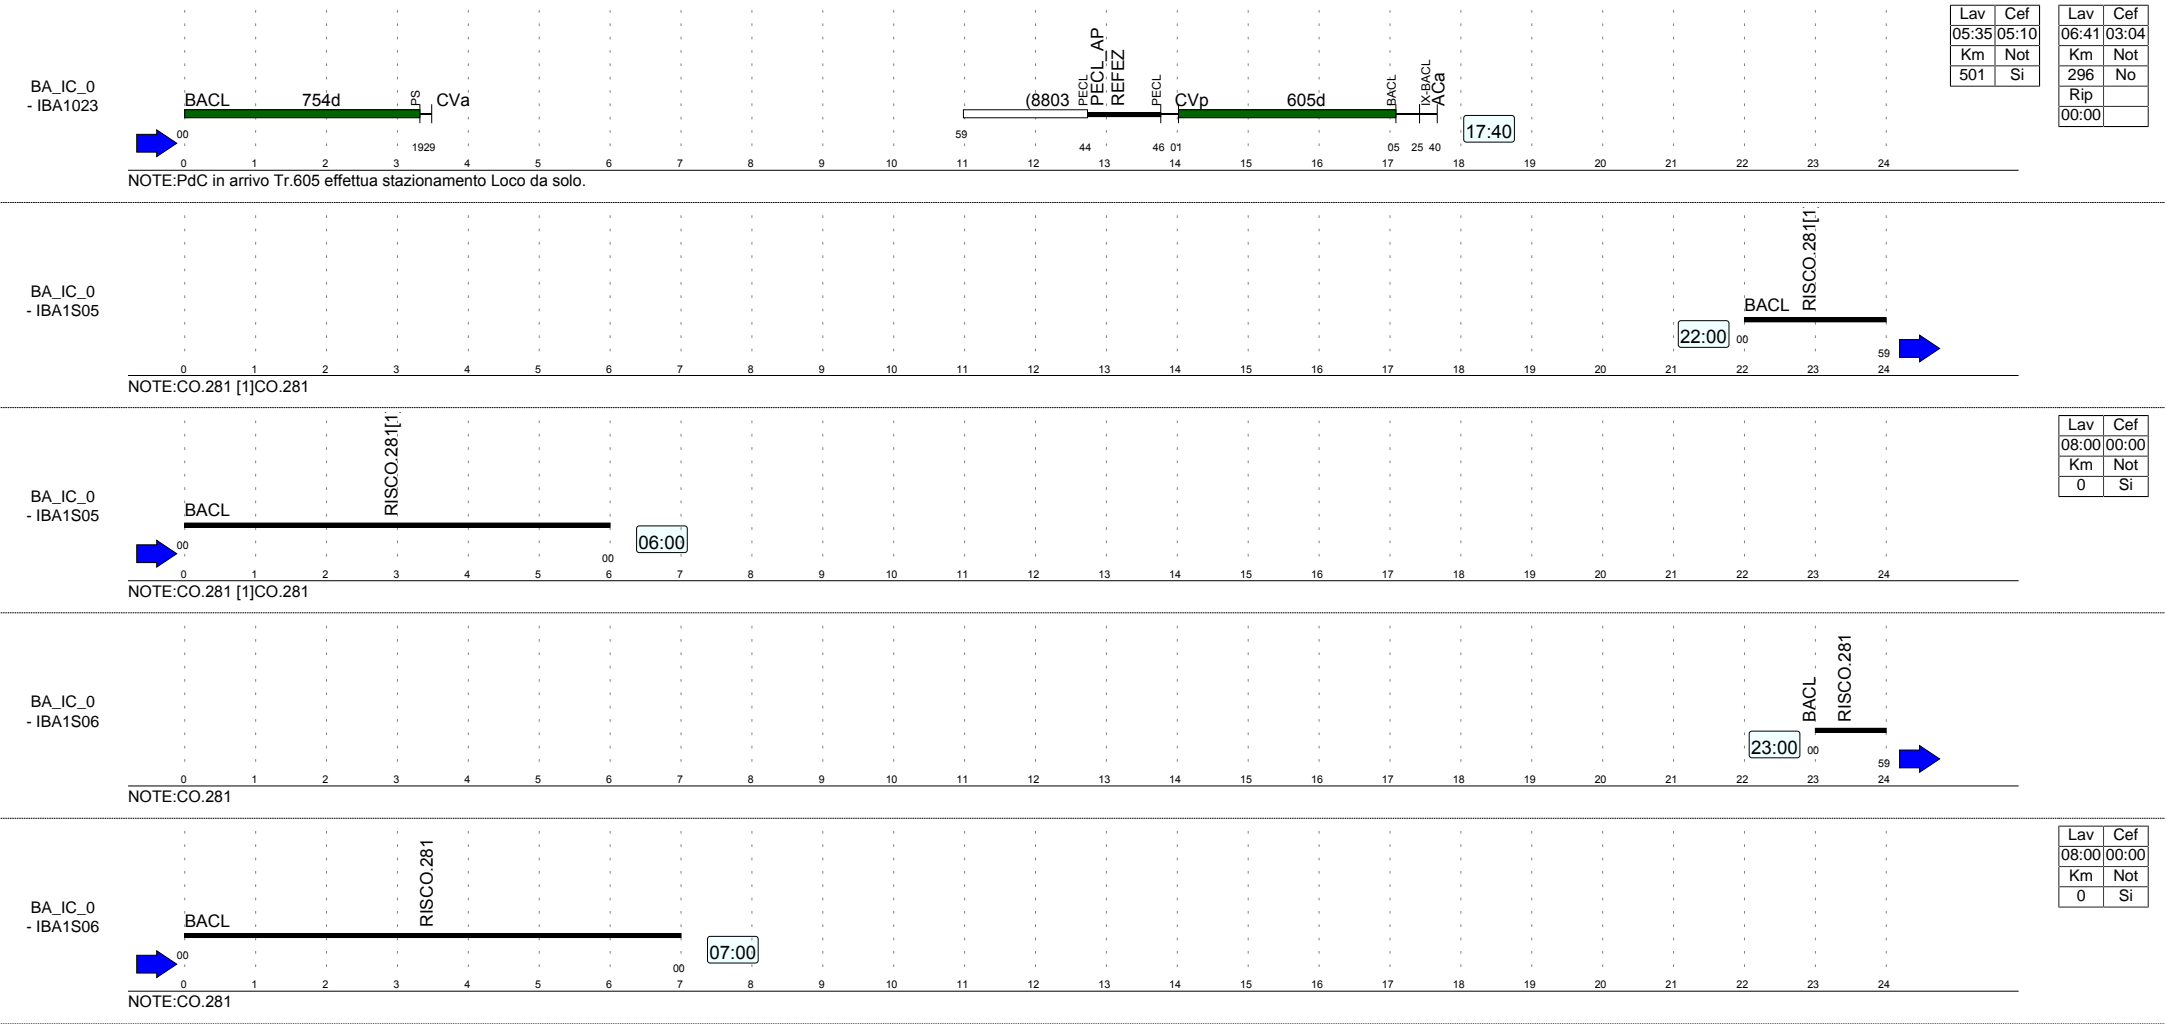 Lav Cef Lav Cef
05:35 05:10 06:41 03:04
Km Not Km Not
501 Si 296 No
Rip
00:00
BA_IC_0
- IBA1023
BACL 754d PS CVa (8803 PECL PECL_AP REFEZ PECL CVp 605d BACL IX-BACL ACa
00 1929 59 44 46 01 05 25 40 17:40
0 1 2 3 4 5 6 7 8 9 10 11 12 13 14 15 16 17 18 19 20 21 22 23 24
NOTE:PdC in arrivo Tr.605 effettua stazionamento Loco da solo.
BA_IC_0
- IBA1S05
BACL RISCO.281[1]
22:00 00 59
0 1 2 3 4 5 6 7 8 9 10 11 12 13 14 15 16 17 18 19 20 21 22 23 24
NOTE:CO.281 [1]CO.281
Lav Cef
08:00 00:00
Km Not
0 Si
BA_IC_0
- IBA1S05
BACL RISCO.281[1]
00 00 06:00
0 1 2 3 4 5 6 7 8 9 10 11 12 13 14 15 16 17 18 19 20 21 22 23 24
NOTE:CO.281 [1]CO.281
BA_IC_0
- IBA1S06
BACL RISCO.281
23:00 00 59
0 1 2 3 4 5 6 7 8 9 10 11 12 13 14 15 16 17 18 19 20 21 22 23 24
NOTE:CO.281
Lav Cef
08:00 00:00
Km Not
0 Si
BA_IC_0
- IBA1S06
BACL RISCO.281
00 00 07:00
0 1 2 3 4 5 6 7 8 9 10 11 12 13 14 15 16 17 18 19 20 21 22 23 24
NOTE:CO.281